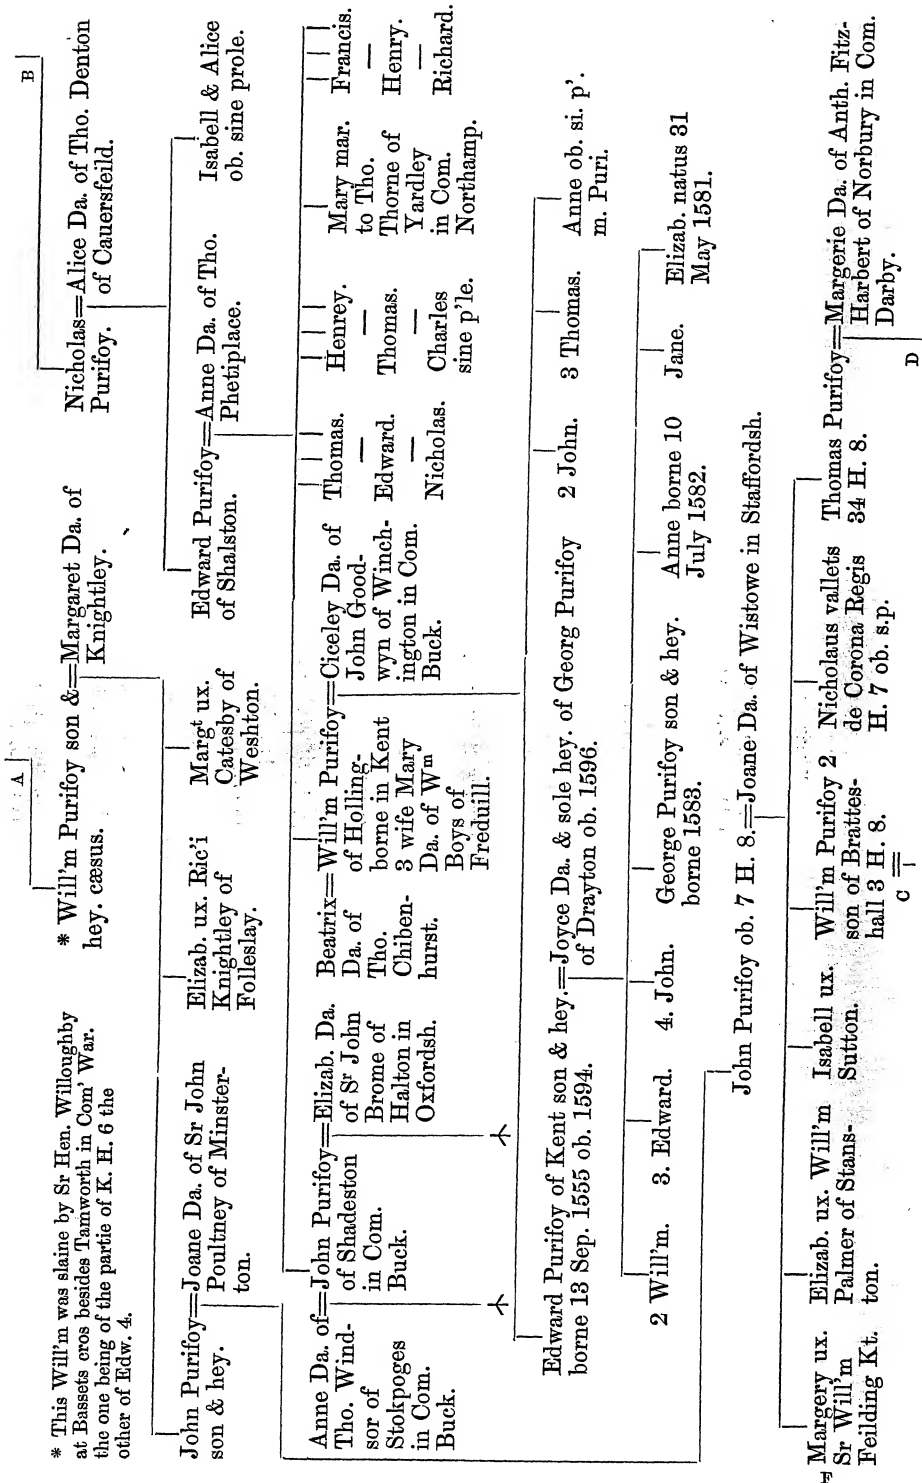 * This Will'm was slaine by Sr Hen. Willoughby
at Bassets cros besides Tamworth in Com' War.
the one being of the partie of K. H. 6 the
other of Edw. 4.
A
* Will'm Purifoy son &=Margaret Da. of
hey. cæsus. Knightley.
B
Nicholas=Alice Da. of Tho. Denton
Purifoy. of Cauersfeild.
John Purifoy=Joane Da. of Sr John
son & hey. Poultney of Minster-
ton.
Elizab. ux. Ric'i
Knightley of
Folleslay.
Margt ux.
Catesby of
Weshton.
Edward Purifoy=Anne Da. of Tho.
of Shalston. Phetiplace.
Isabell & Alice
ob. sine prole.
Anne Da. of=John Purifoy=Elizab. Da.
Tho. Wind-
sor of
Stokpoges
in Com.
Buck.
of Shadeston
in Com.
Buck.
of Sr John
Brome of
Halton in
Oxfordsh.
Beatrix=Will'm Purifoy=Ciceley Da. of
Da. of
Tho.
Chiben-
hurst.
of Holling-
borne in Kent
3 wife Mary
Da. of Wm
Boys of
Freduill.
John Good-
wyn of Winch-
ington in Com.
Buck.
Thomas.
—
Edward.
—
Nicholas.
Henrey.
—
Thomas.
—
Charles
sine p'le.
Mary mar.
to Tho.
Thorne of
Yardley
in Com.
Northamp.
Francis.
—
Henry.
—
Richard.
Edward Purifoy of Kent son & hey.=Joyce Da. & sole hey. of Georg Purifoy
borne 13 Sep. 1555 ob. 1594. of Drayton ob. 1596.
2 John.
3 Thomas.
Anne ob. si. p'.
m. Puri.
2 Will'm.
3. Edward.
4. John.
George Purifoy son & hey.
borne 1583.
Anne borne 10
July 1582.
Jane.
Elizab. natus 31
May 1581.
John Purifoy ob. 7 H. 8.=Joane Da. of Wistowe in Staffordsh.
Margery ux.
Sr Will'm
Feilding Kt.
F
Elizab. ux. Will'm
Palmer of Stans-
ton.
Isabell ux.
Sutton.
Will'm Purifoy 2
son of Brattes-
hall 3 H. 8.
C
Nicholaus vallets
de Corona Regis
H. 7 ob. s.p.
Thomas Purifoy=Margerie Da. of Anth. Fitz-
34 H. 8. Harbert of Norbury in Com.
Darby.
D